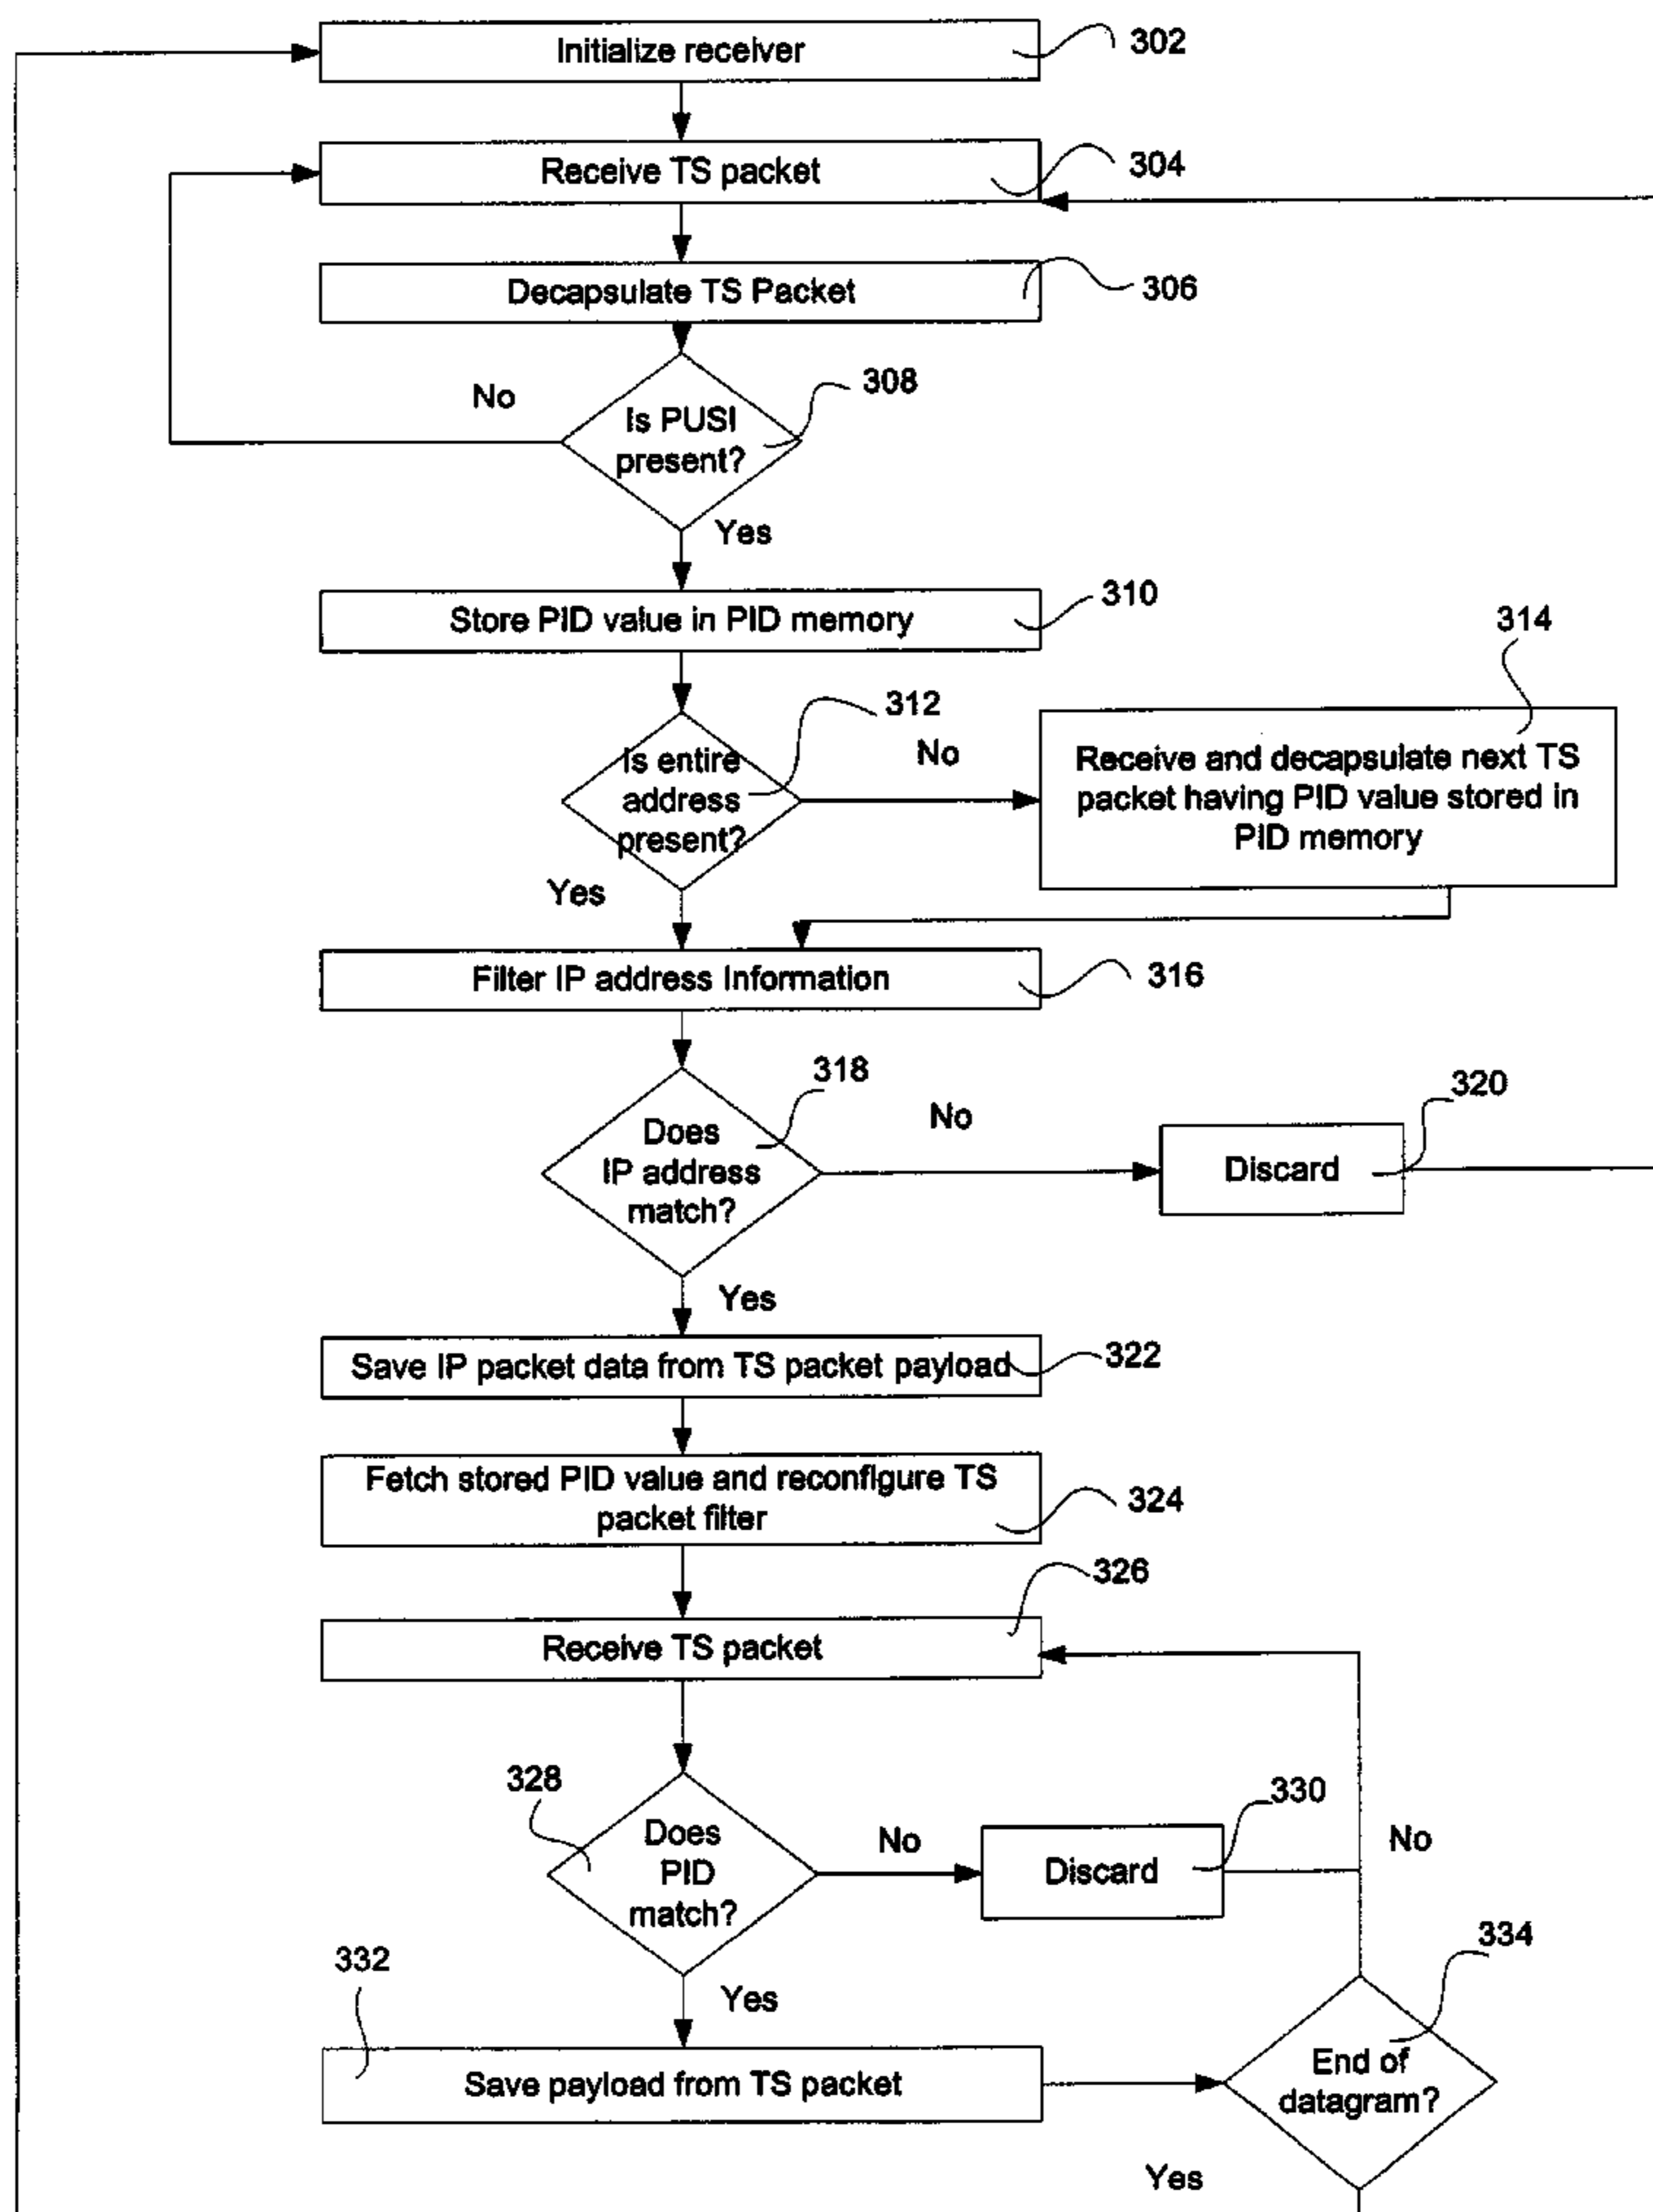 Initialize receiver
302
Receive TS packet
304
Decapsulate TS Packet
306
No
308
Is PUSI
present?
Yes
Store PID value in PID memory
310
314
312
Is entire
address
present?
No
Receive and decapsulate next TS
packet having PID value stored in
PID memory
Yes
Filter IP address Information
316
318
Does
IP address
match?
No
320
Discard
Yes
Save IP packet data from TS packet payload
322
Fetch stored PID value and reconfigure TS
packet filter
324
326
Receive TS packet
328
Does
PID
match?
No
330
Discard
No
334
332
Yes
Save payload from TS packet
End of
datagram?
Yes